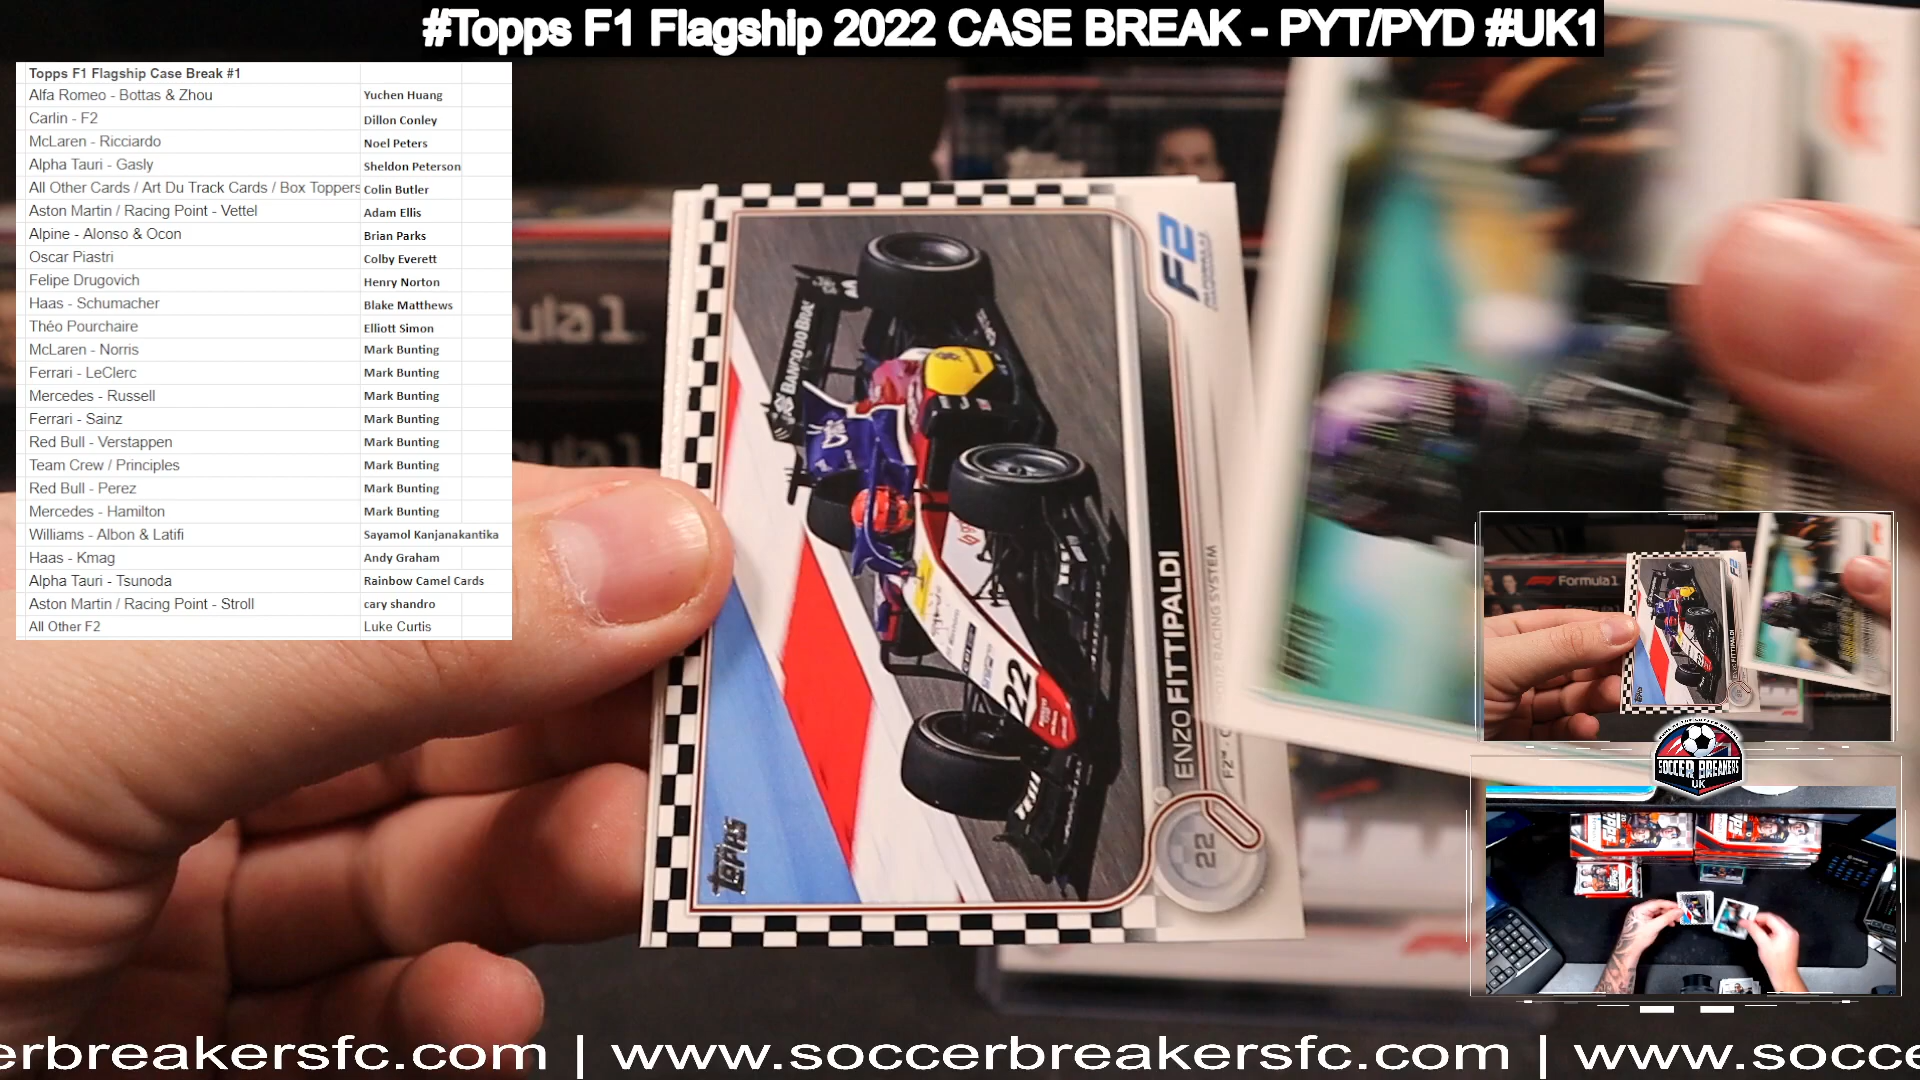 #Topps F1 Flagship 2022 CASE BREAK - PYT/PYD #UK1
Topps F1 Flagship Case Break #1
Alfa Romeo - Bottas & Zhou Yuchen Huang
Carlin - F2 Dillon Conley
McLaren - Ricciardo Noel Peters
Alpha Tauri - Gasly Sheldon Peterson
All Other Cards / Art Du Track Cards / Box Toppers Colin Butler
Aston Martin / Racing Point - Vettel Adam Ellis
Alpine - Alonso & Ocon Brian Parks
Oscar Piastri Colby Everett
Felipe Drugovich Henry Norton
Haas - Schumacher Blake Matthews
Théo Pourchaire Elliott Simon
McLaren - Norris Mark Bunting
Ferrari - LeClerc Mark Bunting
Mercedes - Russell Mark Bunting
Ferrari - Sainz Mark Bunting
Red Bull - Verstappen Mark Bunting
Team Crew / Principles Mark Bunting
Red Bull - Perez Mark Bunting
Mercedes - Hamilton Mark Bunting
Williams - Albon & Latifi Sayamol Kanjanakantika
Haas - Kmag Andy Graham
Alpha Tauri - Tsunoda Rainbow Camel Cards
Aston Martin / Racing Point - Stroll cary shandro
All Other F2 Luke Curtis
F2
BANCO DO BRAS
22
ENZO FITTIPALDI
RACING SYSTEM
22
TOPPS
Formula 1
SOCCER BREAKERS
UK
erbreakersfc.com | www.soccerbreakersfc.com | www.socce